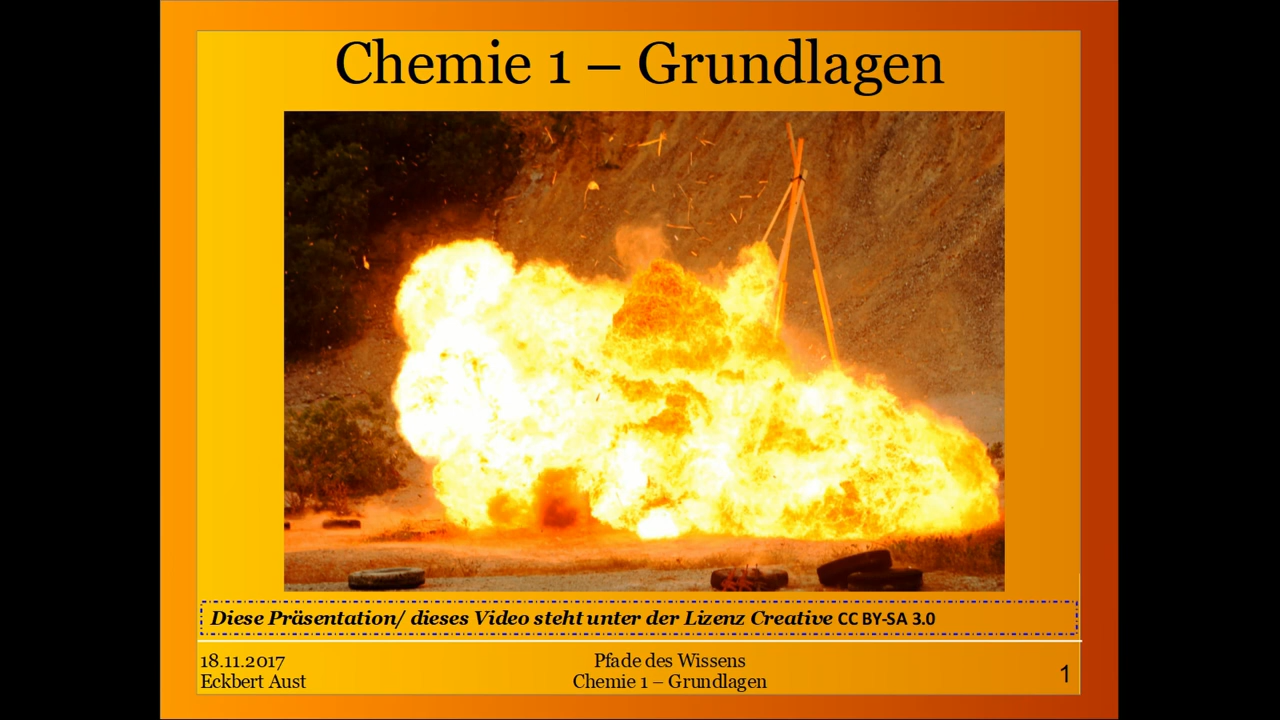 Chemie 1 – Grundlagen
Diese Präsentation/ dieses Video steht unter der Lizenz Creative CC BY-SA 3.0
18.11.2017
Eckbert Aust
Pfade des Wissens
Chemie 1 – Grundlagen
1